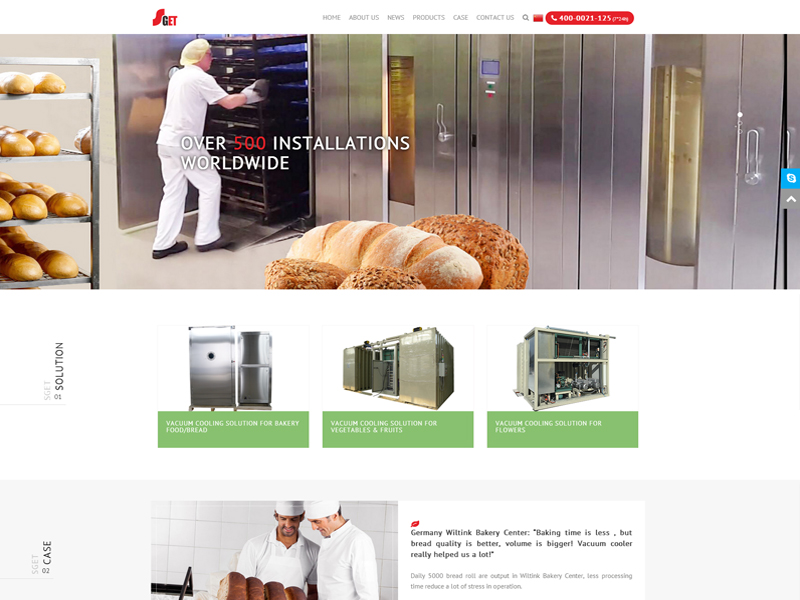 SGET
HOME ABOUT US NEWS PRODUCTS CASE CONTACT US 400-0021-125 (7*24H)
OVER 500 INSTALLATIONS
WORLDWIDE
SGET
SOLUTION
01
VACUUM COOLING SOLUTION FOR BAKERY
FOOD/BREAD
VACUUM COOLING SOLUTION FOR
VEGETABLES & FRUITS
VACUUM COOLING SOLUTION FOR
FLOWERS
SGET
CASE
02
Germany Wiltink Bakery Center: "Baking time is less , but
bread quality is better, volume is bigger! Vacuum cooler
really helped us a lot!"
Daily 5000 bread roll are output in Wiltink Bakery Center, less processing
time reduce a lot of stress in operation.